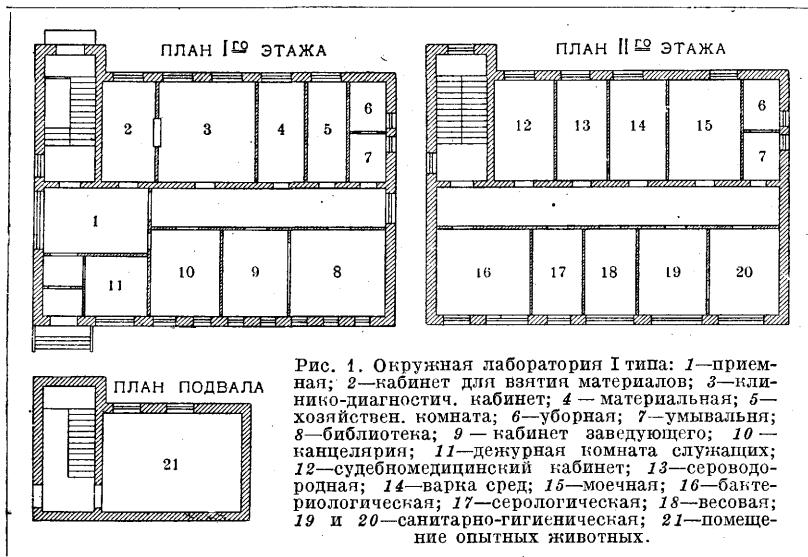 ПЛАН Iго ЭТАЖА
2
3
4
5
6
7
1
11
10
9
8
ПЛАН IIго ЭТАЖА
12
13
14
15
6
7
16
17
18
19
20
ПЛАН ПОДВАЛА
21
Рис. 1. Окружная лаборатория I типа: 1—прием-
ная; 2—кабинет для взятия материалов; 3—кли-
нико-диагностич. кабинет; 4 — материальная; 5—
хозяйствен. комната; 6—уборная; 7—умывальня;
8—библиотека; 9 — кабинет заведующего; 10 —
канцелярия; 11—дежурная комната служащих;
12—судебномедицинский кабинет; 13—сероводо-
родная; 14—варка сред; 15—моечная; 16—бакте-
риологическая; 17—серологическая; 18—весовая;
19 и 20—санитарно-гигиеническая; 21—помеще-
ние опытных животных.